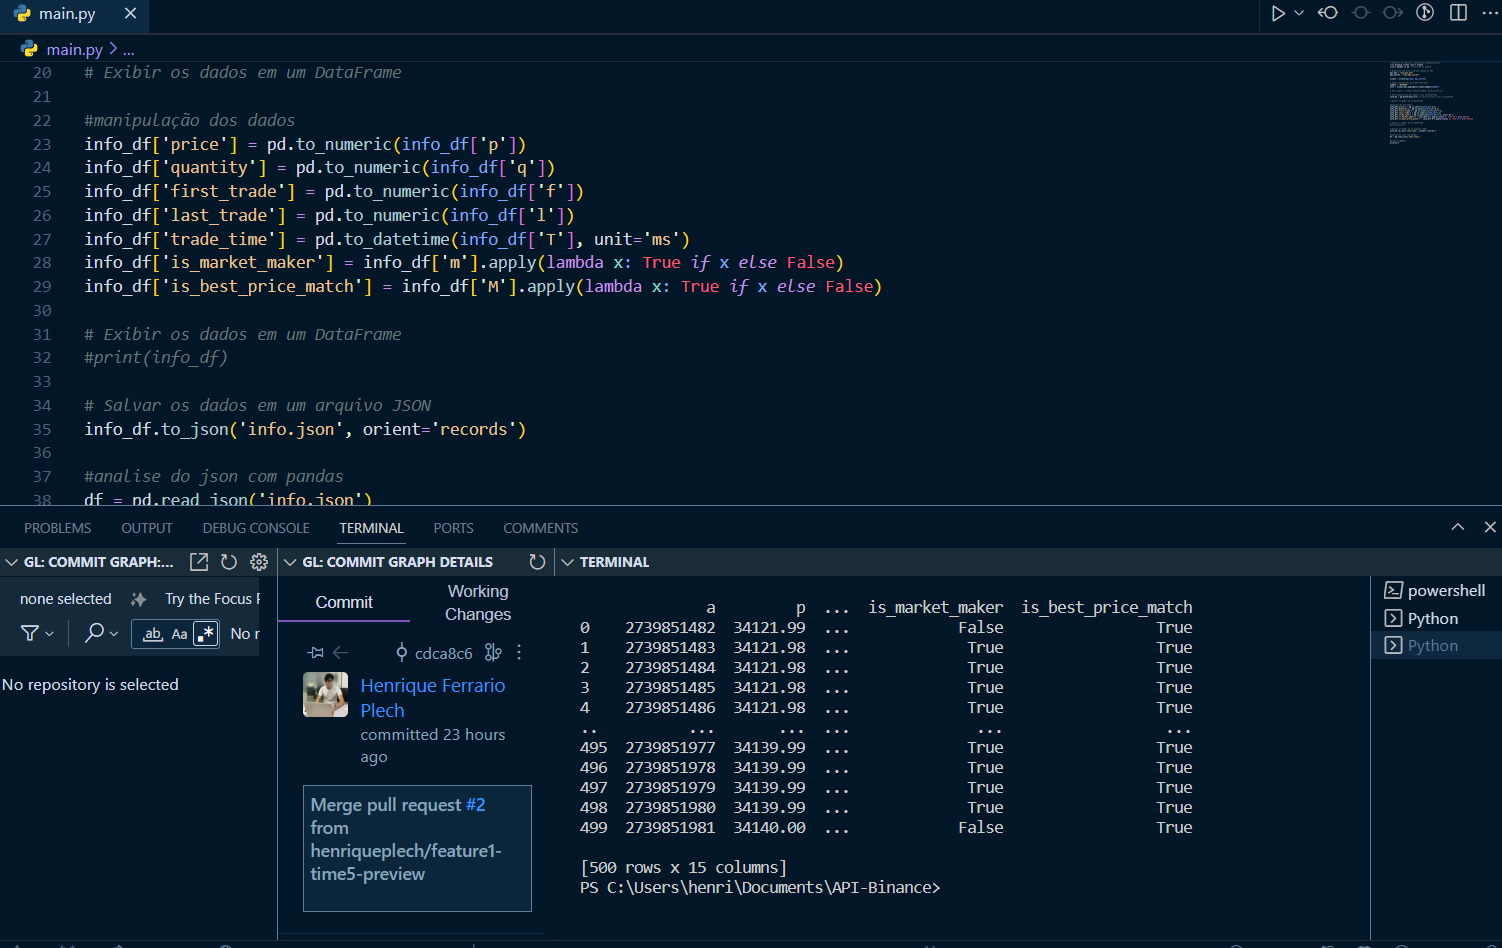 main.py
main.py > ...
20 # Exibir os dados em um DataFrame
21
22 #manipulação dos dados
23 info_df['price'] = pd.to_numeric(info_df['p'])
24 info_df['quantity'] = pd.to_numeric(info_df['q'])
25 info_df['first_trade'] = pd.to_numeric(info_df['f'])
26 info_df['last_trade'] = pd.to_numeric(info_df['l'])
27 info_df['trade_time'] = pd.to_datetime(info_df['T'], unit='ms')
28 info_df['is_market_maker'] = info_df['m'].apply(lambda x: True if x else False)
29 info_df['is_best_price_match'] = info_df['M'].apply(lambda x: True if x else False)
30
31 # Exibir os dados em um DataFrame
32 #print(info_df)
33
34 # Salvar os dados em um arquivo JSON
35 info_df.to_json('info.json', orient='records')
36
37 #analise do json com pandas
38 df = pd.read_json('info.json')
PROBLEMS OUTPUT DEBUG CONSOLE TERMINAL PORTS COMMENTS
GL: COMMIT GRAPH:...
none selected Try the Focus
ab Aa .* No r
No repository is selected
GL: COMMIT GRAPH DETAILS
Commit
Working
Changes
cdca8c6
Henrique Ferrario
Plech
committed 23 hours
ago
Merge pull request #2
from
henriqueplech/feature1-
time5-preview
TERMINAL
a p ... is_market_maker is_best_price_match
0 2739851482 34121.99 ... False True
1 2739851483 34121.98 ... True True
2 2739851484 34121.98 ... True True
3 2739851485 34121.98 ... True True
4 2739851486 34121.98 ... True True
.. ... ... ... ... ...
495 2739851977 34139.99 ... True True
496 2739851978 34139.99 ... True True
497 2739851979 34139.99 ... True True
498 2739851980 34139.99 ... True True
499 2739851981 34140.00 ... False True
[500 rows x 15 columns]
PS C:\Users\henri\Documents\API-Binance>
powershell
Python
Python